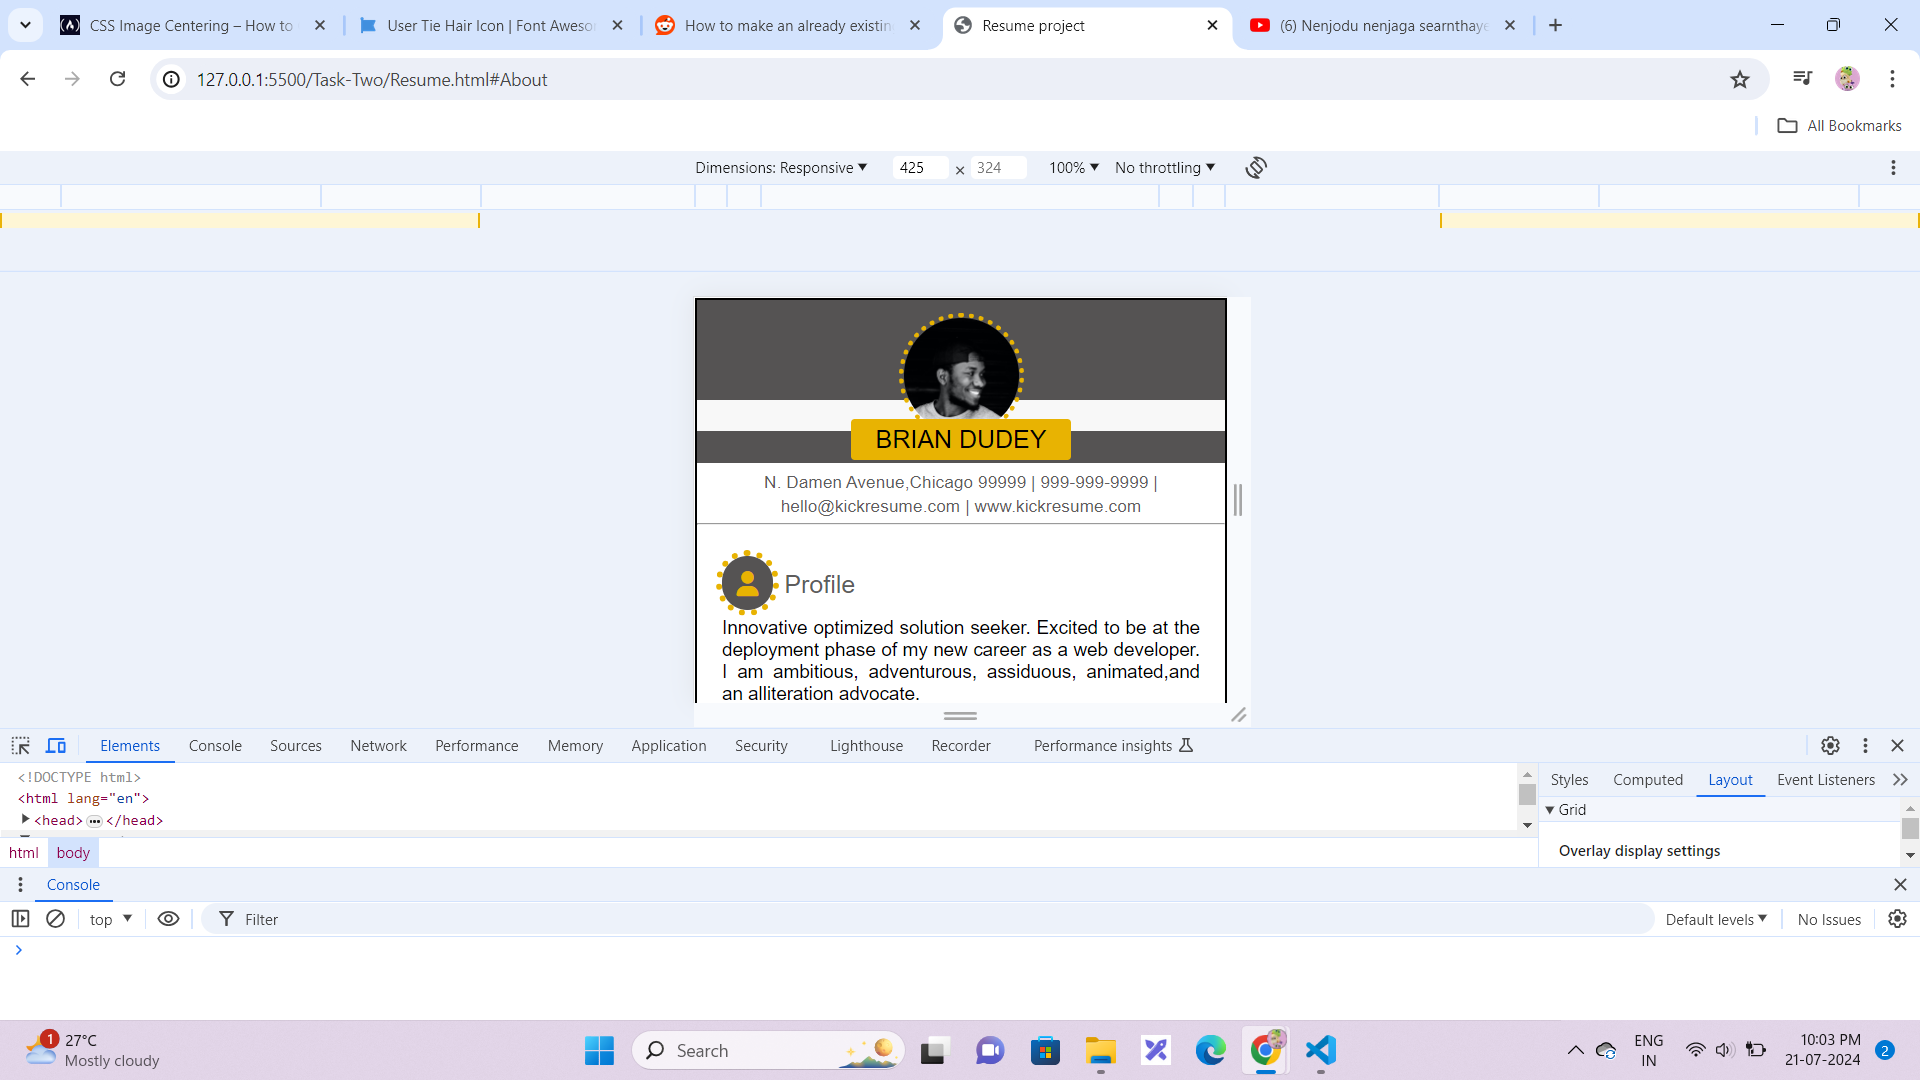 CSS Image Centering – How to
User Tie Hair Icon | Font Aweso
How to make an already existin
Resume project
(6) Nenjodu nenjaga searnthaye
127.0.0.1:5500/Task-Two/Resume.html#About
All Bookmarks
Dimensions: Responsive 425 × 324 100% No throttling
BRIAN DUDEY
N. Damen Avenue,Chicago 99999 | 999-999-9999 |
hello@kickresume.com | www.kickresume.com
Profile
Innovative optimized solution seeker. Excited to be at the
deployment phase of my new career as a web developer.
I am ambitious, adventurous, assiduous, animated,and
an alliteration advocate.
Elements Console Sources Network Performance Memory Application Security Lighthouse Recorder Performance insights
<!DOCTYPE html>
<html lang="en">
<head> ••• </head>
html body
Styles Computed Layout Event Listeners
Grid
Overlay display settings
Console
top Filter Default levels No Issues
1 27°C
Mostly cloudy
Search
ENG
IN
10:03 PM
21-07-2024
2